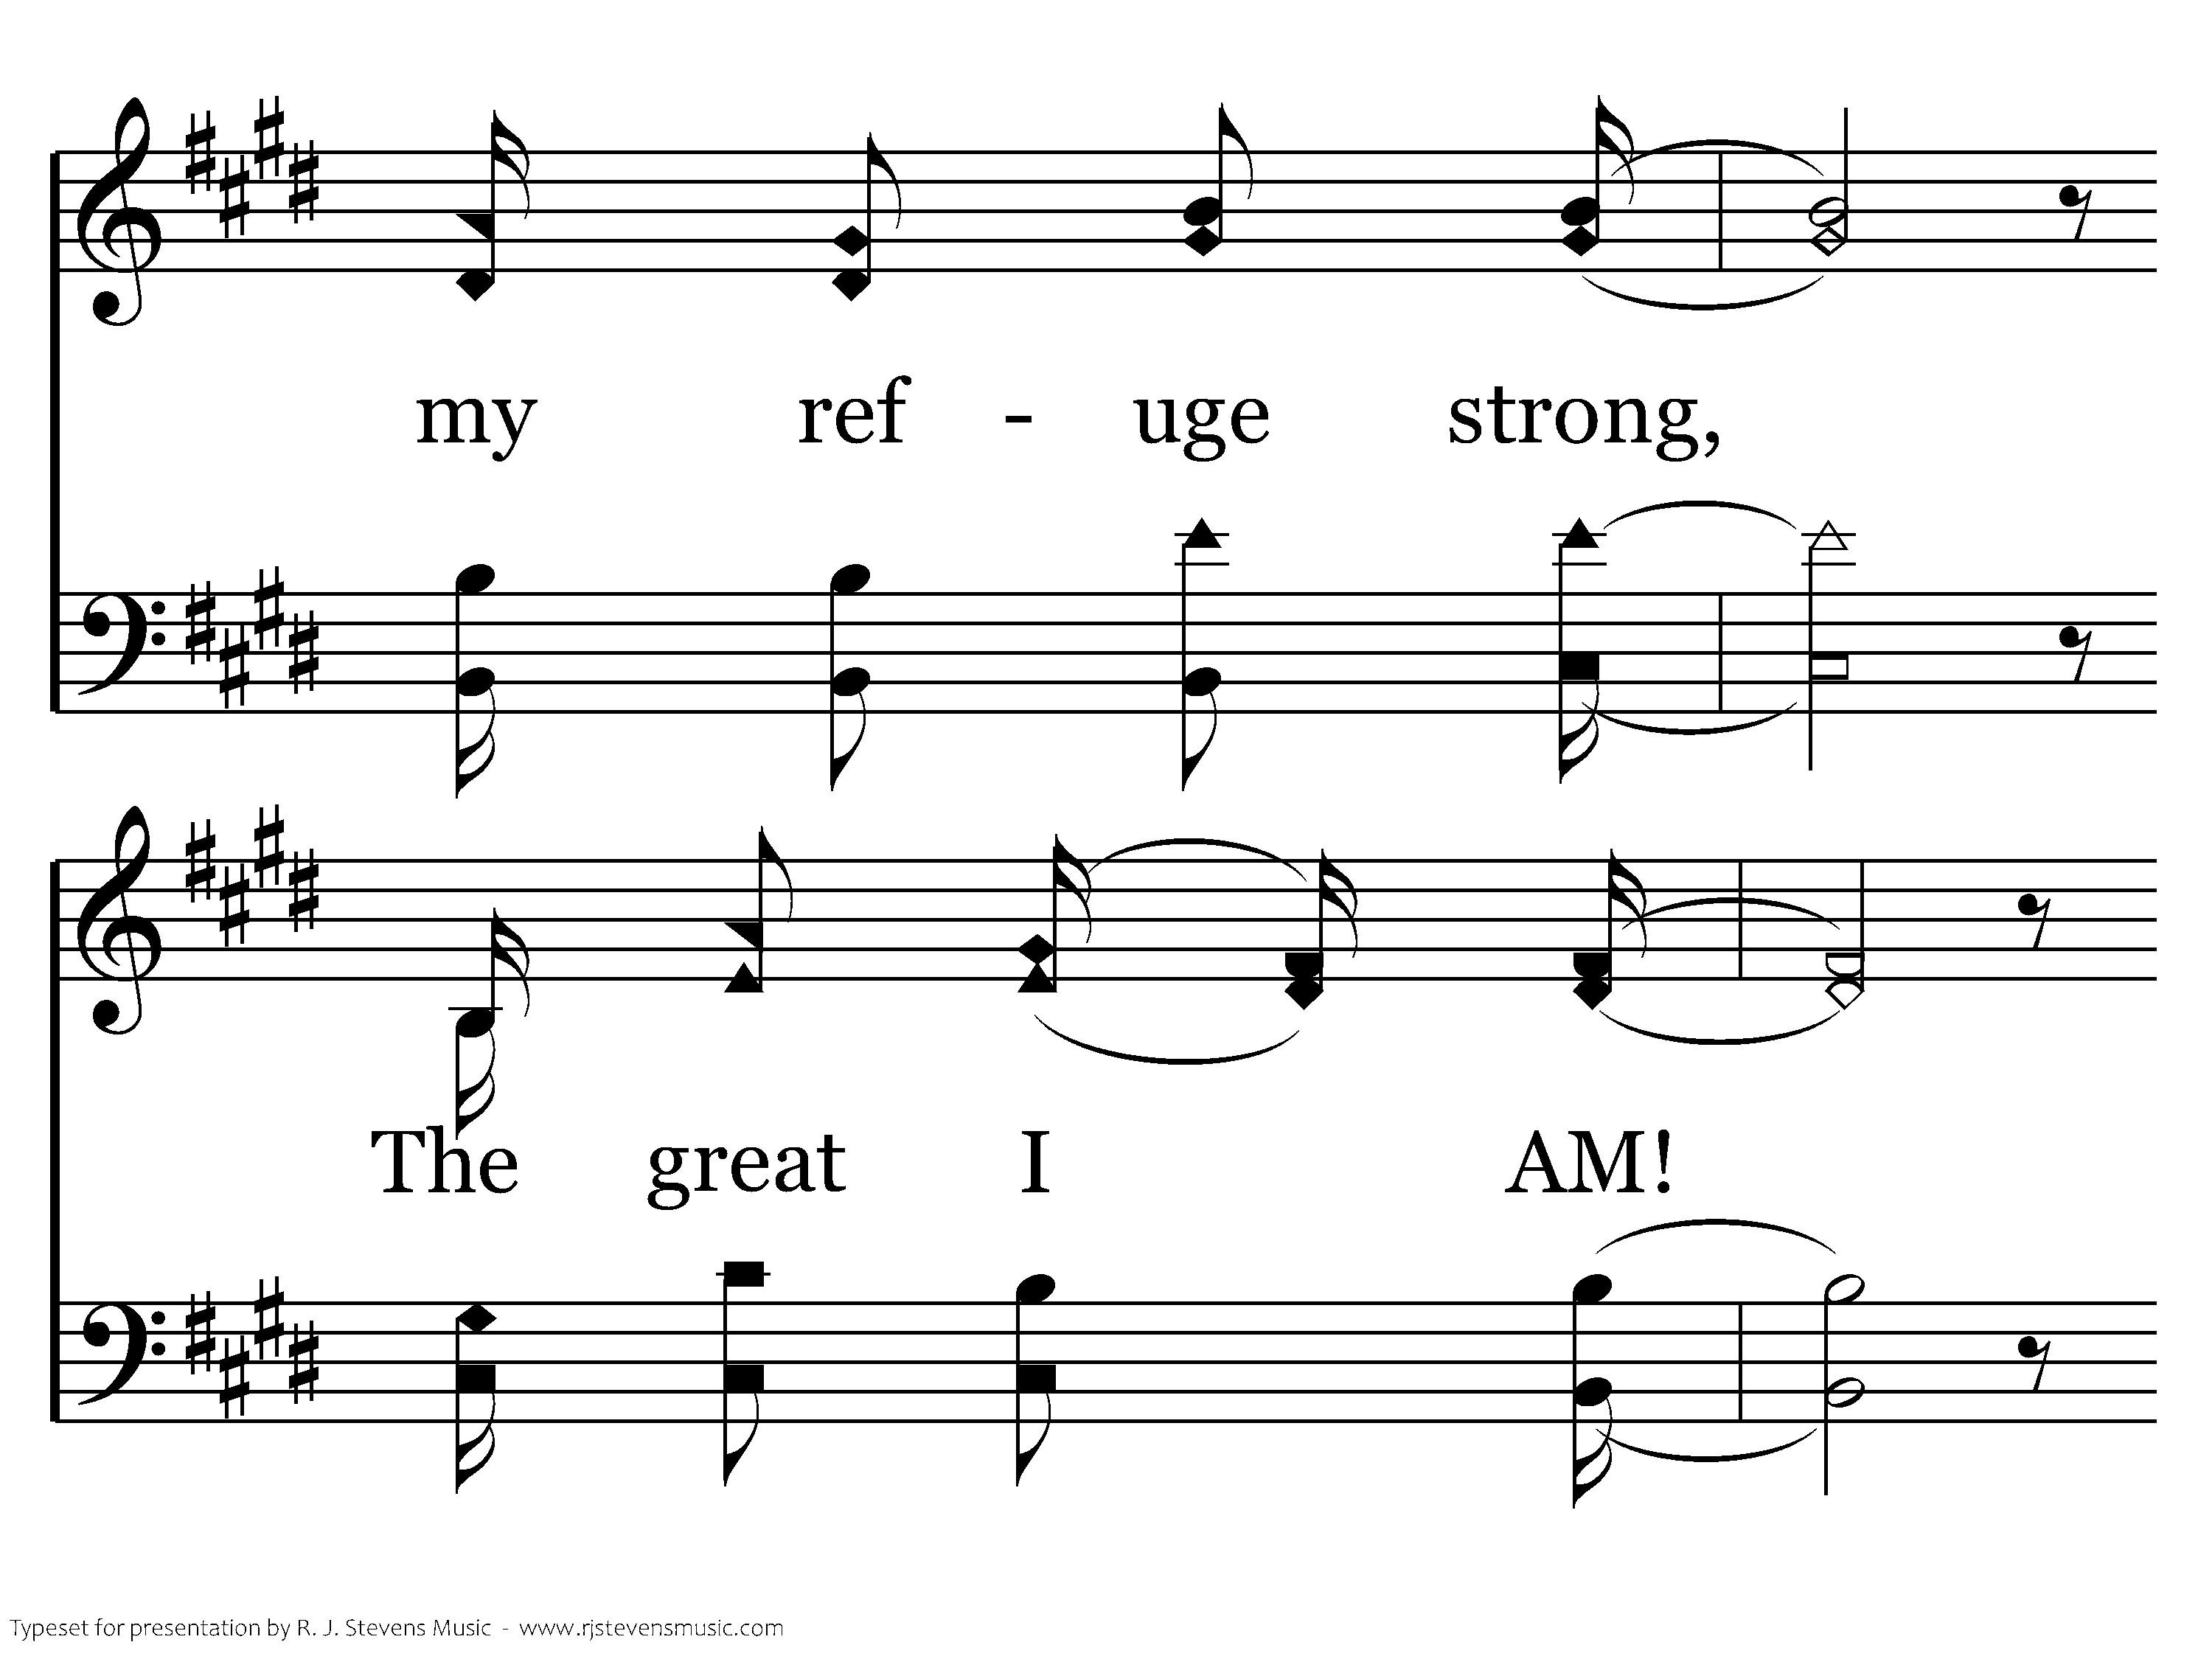 my ref - uge strong,
The great I AM!
Typeset for presentation by R. J. Stevens Music - www.rjstevensmusic.com